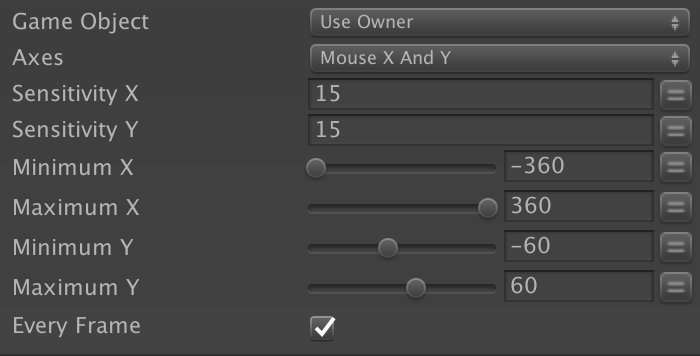 Game Object Use Owner
Axes Mouse X And Y
Sensitivity X 15
Sensitivity Y 15
Minimum X -360
Maximum X 360
Minimum Y -60
Maximum Y 60
Every Frame